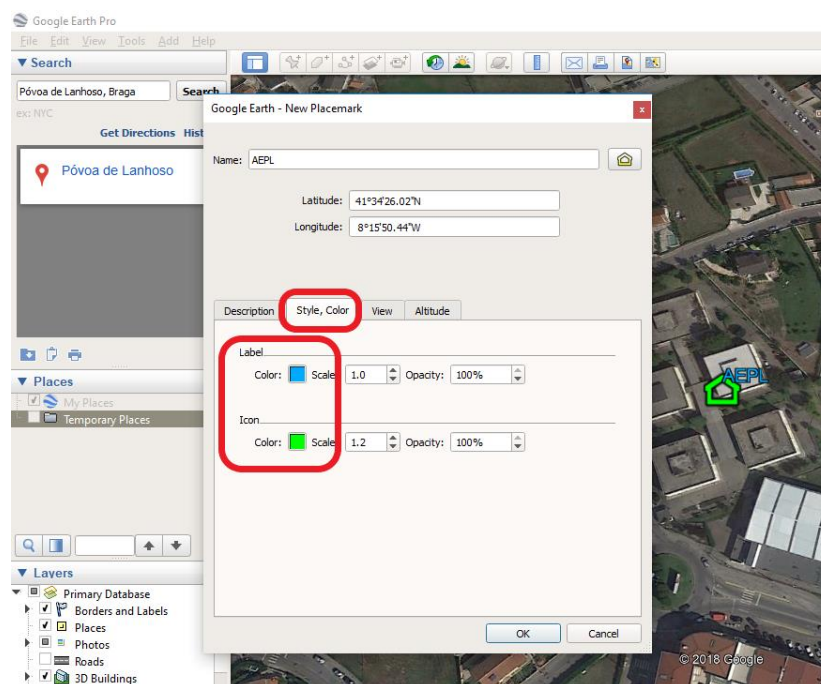 Google Earth Pro
File Edit View Tools Add Help
▼ Search
Póvoa de Lanhoso, Braga Search
ex: NYC
Get Directions Hist
Póvoa de Lanhoso
▼ Places
My Places
Temporary Places
▼ Layers
Primary Database
Borders and Labels
Places
Photos
Roads
3D Buildings
Google Earth - New Placemark
x
Name: AEPL
Latitude: 41°34'26.02"N
Longitude: 8°15'50.44"W
Description Style, Color View Altitude
Label
Color: Scale 1.0 Opacity: 100%
Icon
Color: Scale 1.2 Opacity: 100%
OK Cancel
AEPL
© 2018 Google